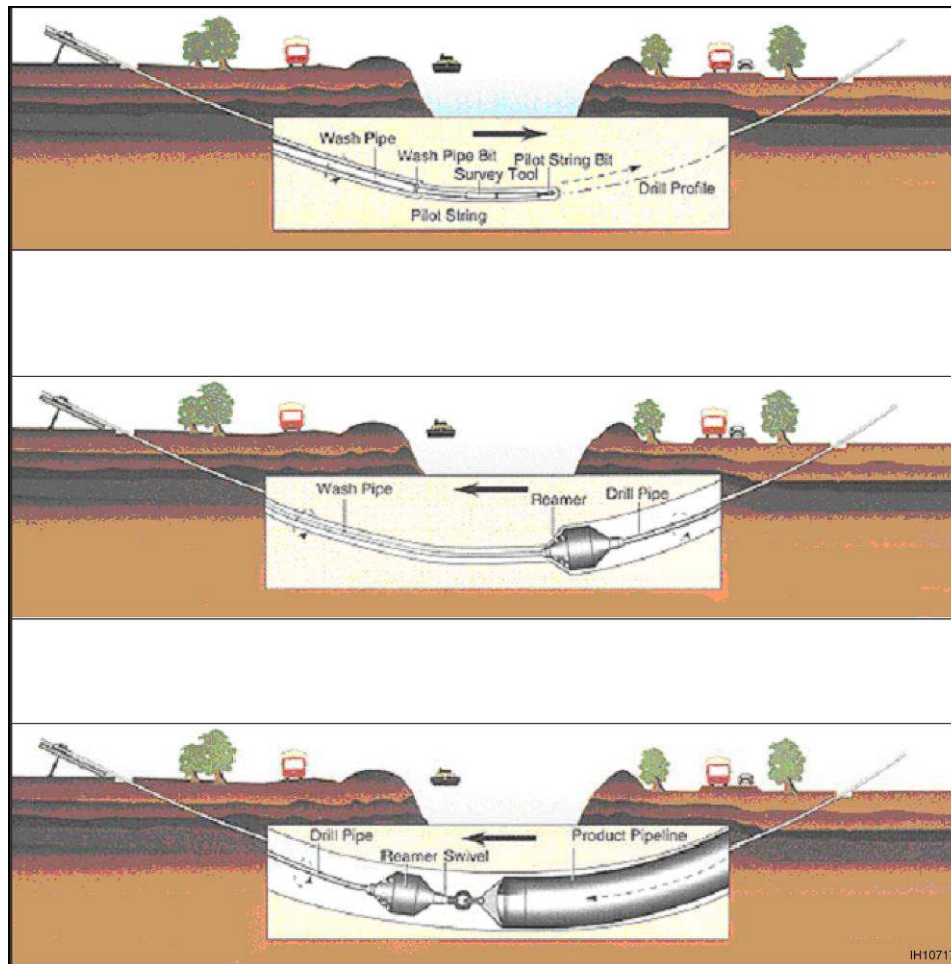 Wash Pipe
Wash Pipe Bit
Survey Tool
Pilot String Bit
Drill Profile
Pilot String
Wash Pipe
Reamer
Drill Pipe
Drill Pipe
Reamer Swivel
Product Pipeline
IH10717